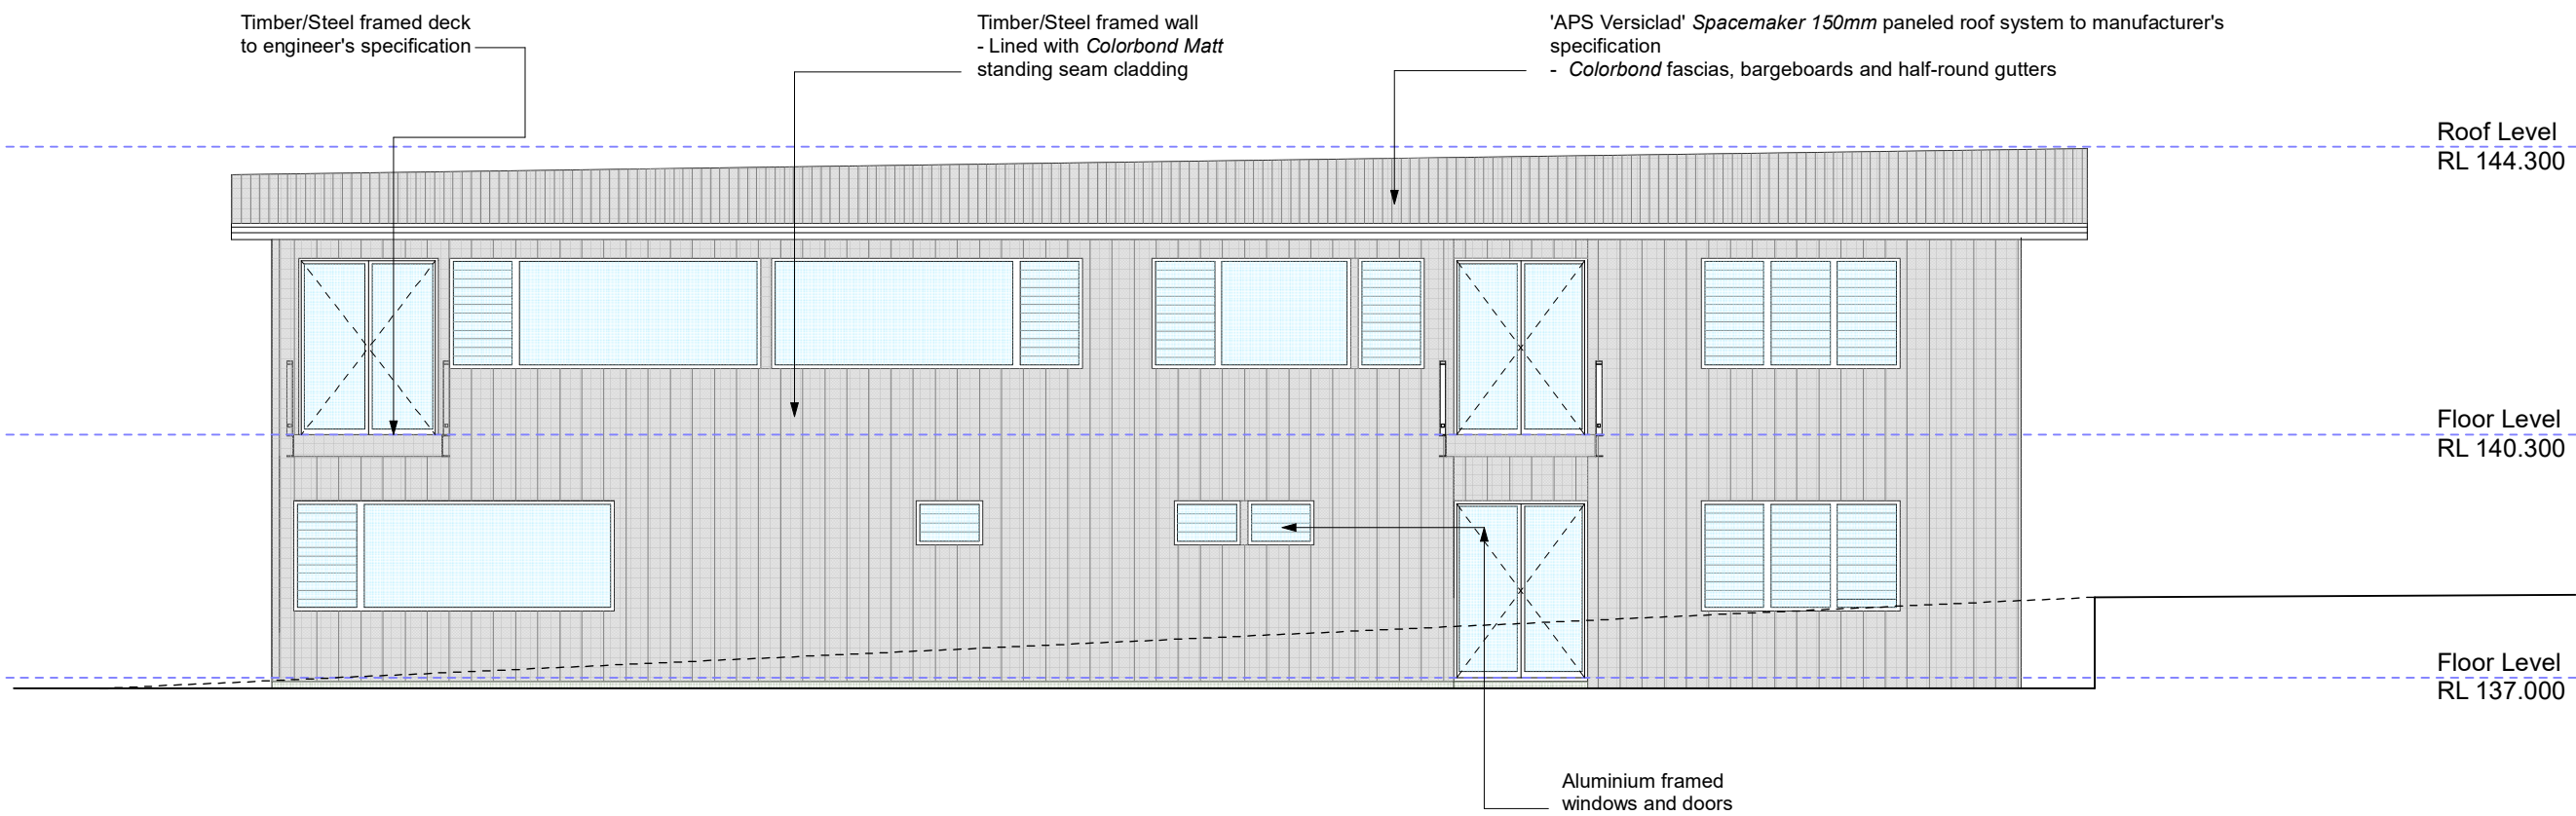 Timber/Steel framed deck
to engineer's specification
Timber/Steel framed wall
- Lined with Colorbond Matt
standing seam cladding
'APS Versiclad' Spacemaker 150mm paneled roof system to manufacturer's
specification
- Colorbond fascias, bargeboards and half-round gutters
Roof Level
RL 144.300
Floor Level
RL 140.300
Floor Level
RL 137.000
Aluminium framed
windows and doors